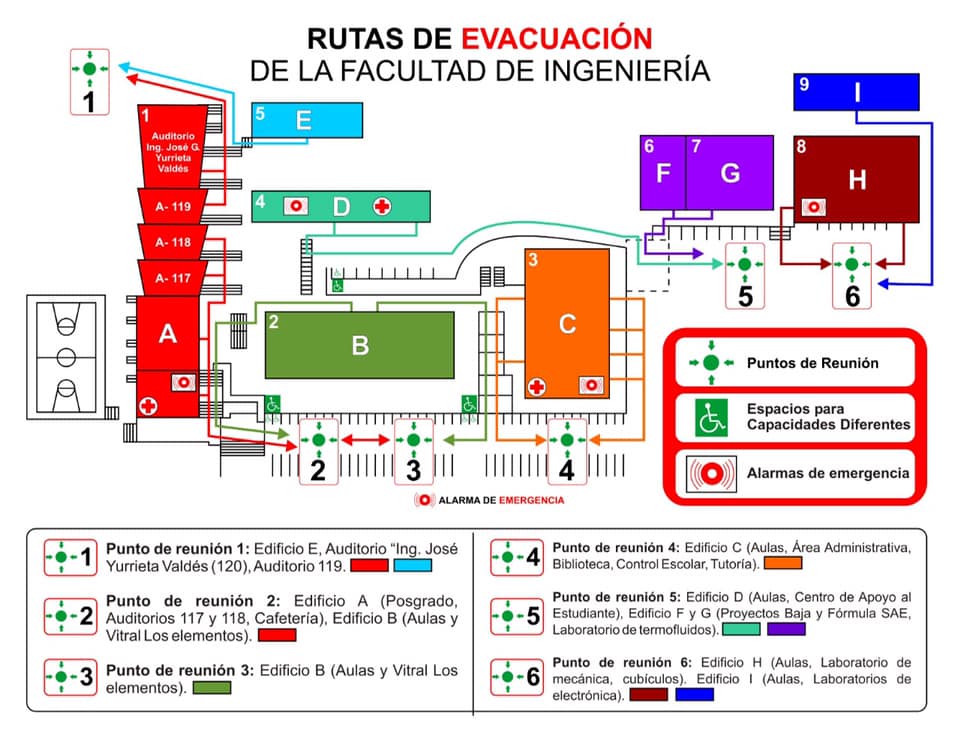 RUTAS DE EVACUACIÓN
DE LA FACULTAD DE INGENIERÍA
1
1
Auditorio
Ing. José G.
Yurrieta
Valdés
A- 119
A- 118
A- 117
A
5 E
4 D
2
B
3
C
6 7
F G
8
H
9 I
5
6
2
3
4
ALARMA DE EMERGENCIA
Puntos de Reunión
Espacios para
Capacidades Diferentes
Alarmas de emergencia
1 Punto de reunión 1: Edificio E, Auditorio “Ing. José
Yurrieta Valdés (120), Auditorio 119.
2 Punto de reunión 2: Edificio A (Posgrado,
Auditorios 117 y 118, Cafetería), Edificio B (Aulas y
Vitral Los elementos).
3 Punto de reunión 3: Edificio B (Aulas y Vitral Los
elementos).
4 Punto de reunión 4: Edificio C (Aulas, Área Administrativa,
Biblioteca, Control Escolar, Tutoría).
5 Punto de reunión 5: Edificio D (Aulas, Centro de Apoyo al
Estudiante), Edificio F y G (Proyectos Baja y Fórmula SAE,
Laboratorio de termofluidos).
6 Punto de reunión 6: Edificio H (Aulas, Laboratorio de
mecánica, cubículos). Edificio I (Aulas, Laboratorios de
electrónica).